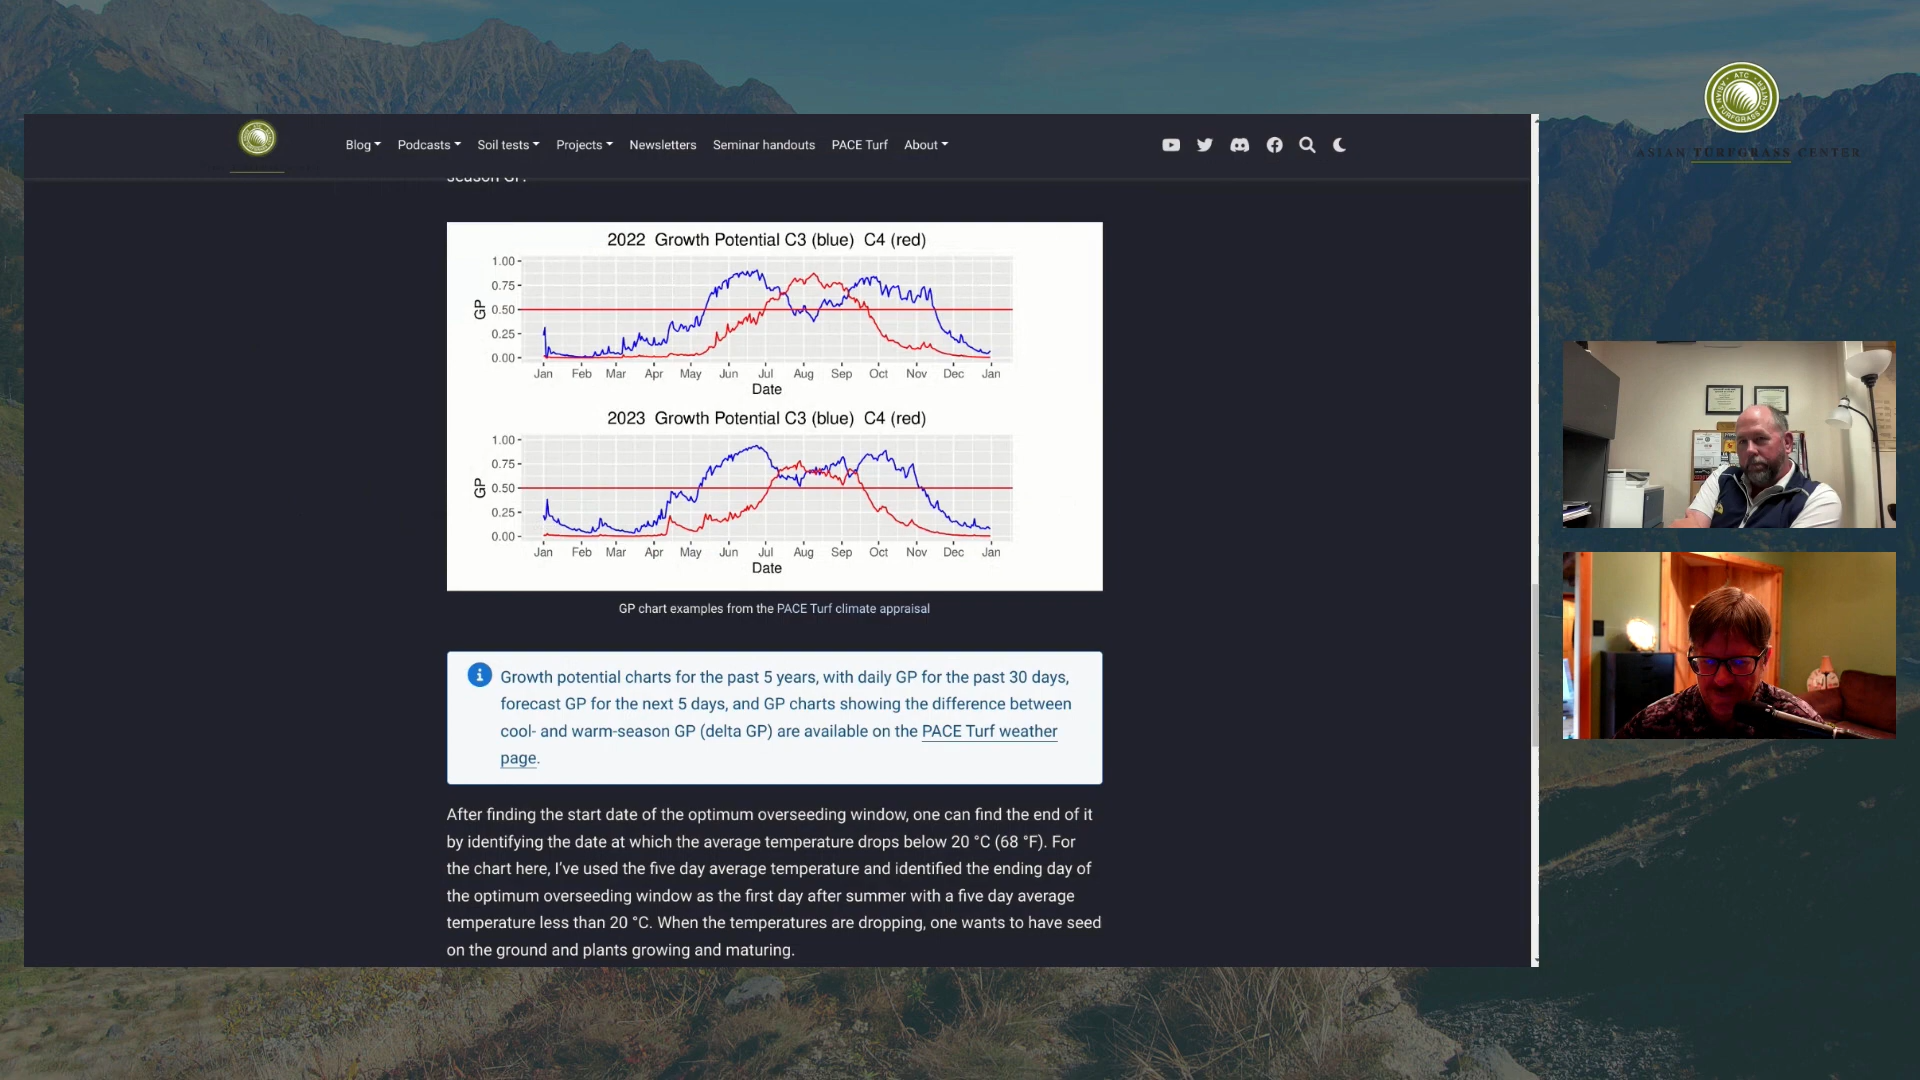 ATC
ASIAN TURFGRASS CENTER
ASIAN TURFGRASS CENTER
Blog Podcasts Soil tests Projects Newsletters Seminar handouts PACE Turf About
season GP.
2022 Growth Potential C3 (blue) C4 (red)
1.00
0.75
0.50
0.25
0.00
GP
Jan Feb Mar Apr May Jun Jul Aug Sep Oct Nov Dec Jan
Date
2023 Growth Potential C3 (blue) C4 (red)
1.00
0.75
0.50
0.25
0.00
GP
Jan Feb Mar Apr May Jun Jul Aug Sep Oct Nov Dec Jan
Date
GP chart examples from the PACE Turf climate appraisal
Growth potential charts for the past 5 years, with daily GP for the past 30 days,
forecast GP for the next 5 days, and GP charts showing the difference between
cool- and warm-season GP (delta GP) are available on the PACE Turf weather
page.
After finding the start date of the optimum overseeding window, one can find the end of it
by identifying the date at which the average temperature drops below 20 °C (68 °F). For
the chart here, I've used the five day average temperature and identified the ending day of
the optimum overseeding window as the first day after summer with a five day average
temperature less than 20 °C. When the temperatures are dropping, one wants to have seed
on the ground and plants growing and maturing.